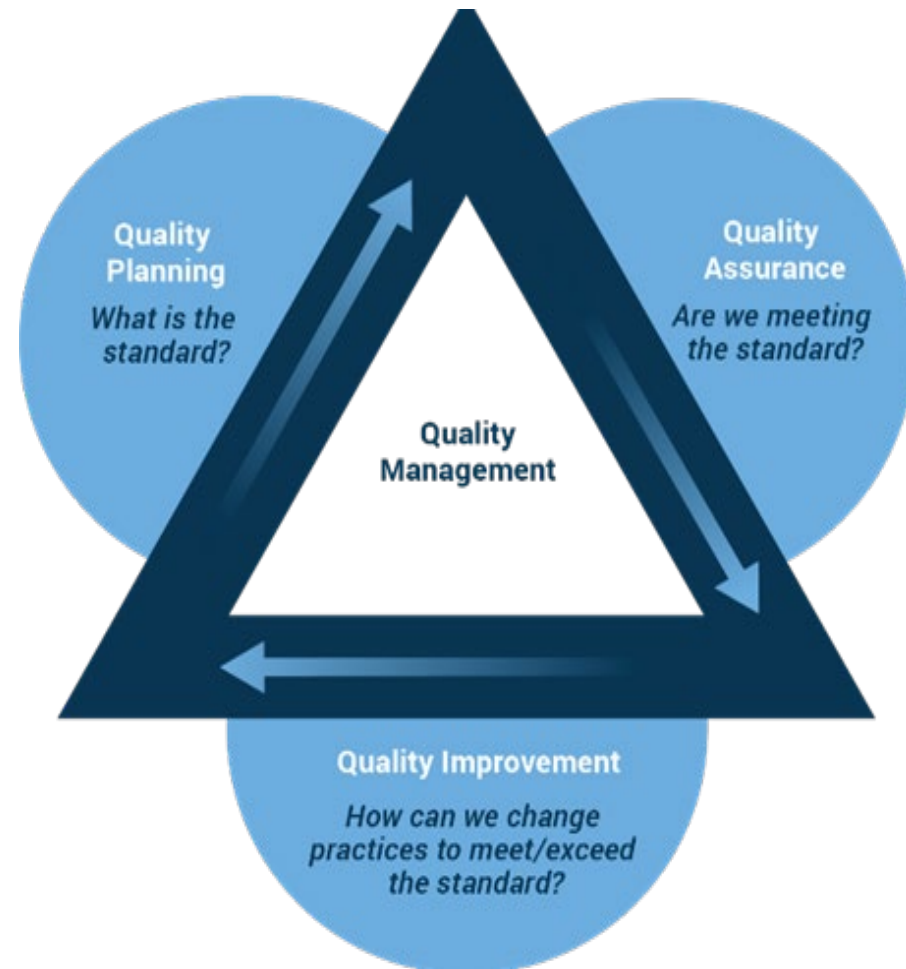 Quality
Planning
What is the
standard?
Quality
Assurance
Are we meeting
the standard?
Quality
Management
Quality Improvement
How can we change
practices to meet/exceed
the standard?